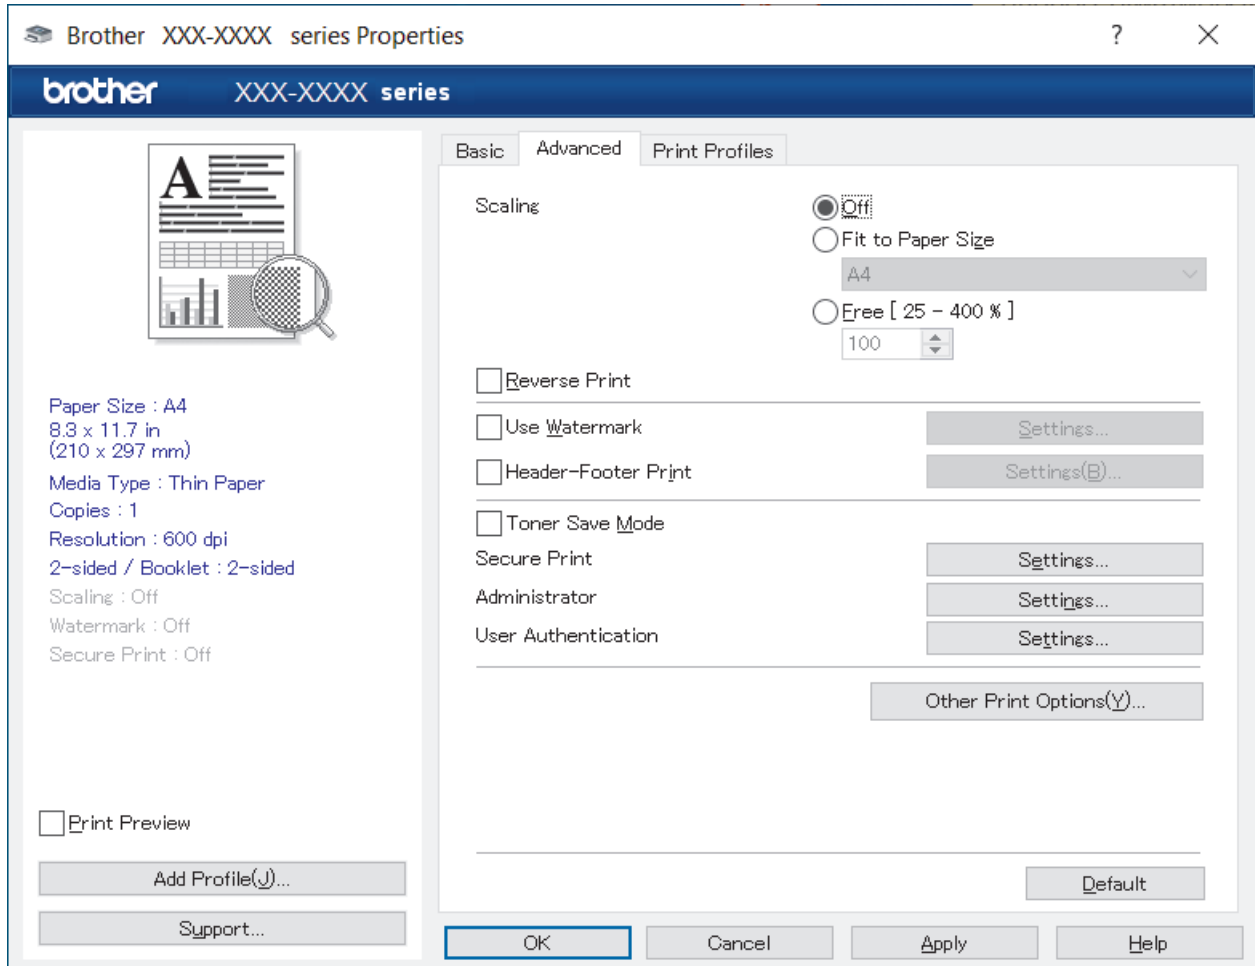 Brother XXX-XXXX series Properties
?
brother XXX-XXXX series
A
Paper Size : A4
8.3 x 11.7 in
(210 x 297 mm)
Media Type : Thin Paper
Copies : 1
Resolution : 600 dpi
2-sided / Booklet : 2-sided
Scaling : Off
Watermark : Off
Secure Print : Off
Print Preview
Add Profile(J)...
Support...
Basic Advanced Print Profiles
Scaling Off
Fit to Paper Size
A4
Free [ 25 - 400 % ]
100
Reverse Print
Use Watermark Settings...
Header-Footer Print Settings(B)...
Toner Save Mode
Secure Print Settings...
Administrator Settings...
User Authentication Settings...
Other Print Options(Y)...
Default
OK Cancel Apply Help